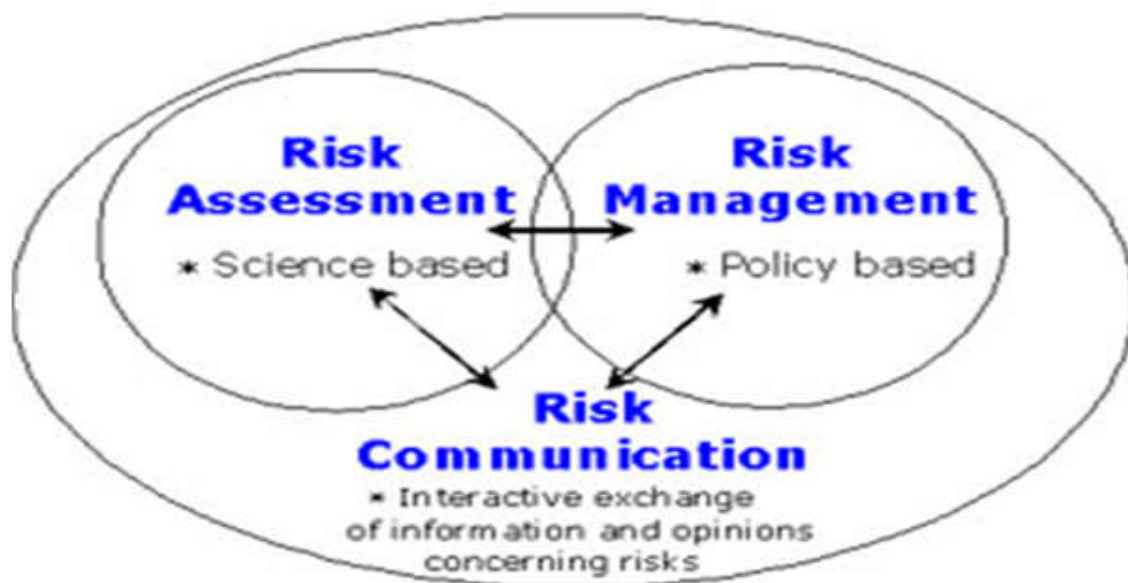 Risk
Assessment
* Science based
Risk
Management
* Policy based
Risk
Communication
* Interactive exchange
of information and opinions
concerning risks